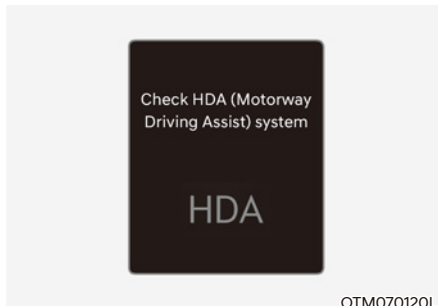 Check HDA (Motorway
Driving Assist) system
HDA
OTM070120L